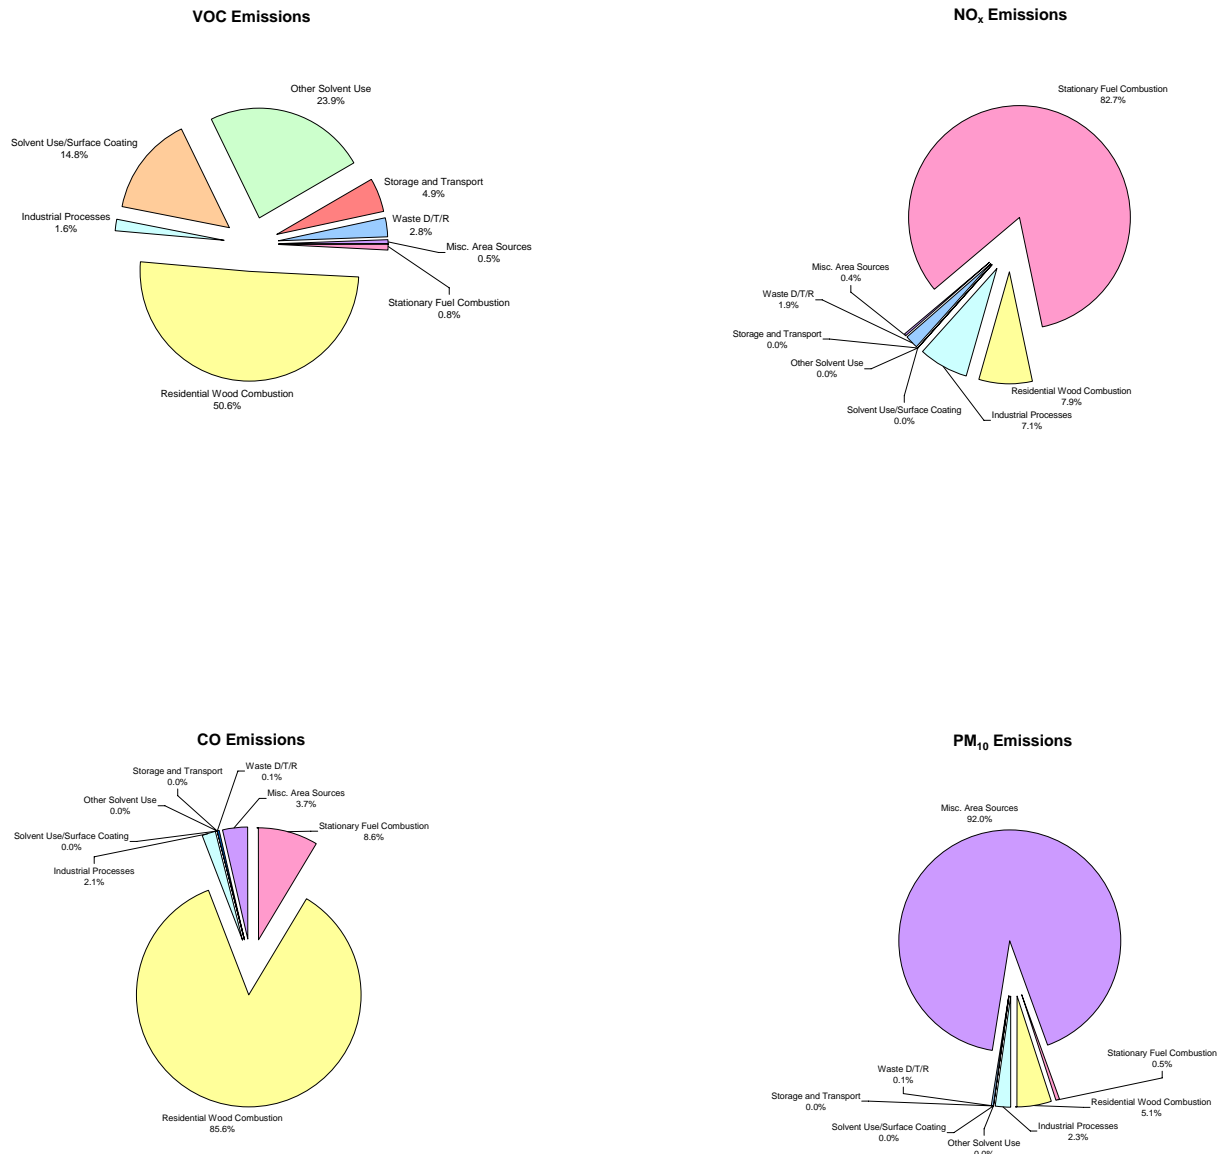 VOC Emissions
Other Solvent Use
23.9%
Solvent Use/Surface Coating
14.8%
Storage and Transport
4.9%
Industrial Processes
1.6%
Waste D/T/R
2.8%
Misc. Area Sources
0.5%
Stationary Fuel Combustion
0.8%
Residential Wood Combustion
50.6%
NOx Emissions
Stationary Fuel Combustion
82.7%
Misc. Area Sources
0.4%
Waste D/T/R
1.9%
Storage and Transport
0.0%
Other Solvent Use
0.0%
Solvent Use/Surface Coating
0.0%
Residential Wood Combustion
7.9%
Industrial Processes
7.1%
CO Emissions
Storage and Transport
0.0%
Waste D/T/R
0.1%
Other Solvent Use
0.0%
Misc. Area Sources
3.7%
Solvent Use/Surface Coating
0.0%
Stationary Fuel Combustion
8.6%
Industrial Processes
2.1%
Residential Wood Combustion
85.6%
PM10 Emissions
Misc. Area Sources
92.0%
Stationary Fuel Combustion
0.5%
Waste D/T/R
0.1%
Storage and Transport
0.0%
Residential Wood Combustion
5.1%
Solvent Use/Surface Coating
0.0%
Industrial Processes
2.3%
Other Solvent Use
0.0%